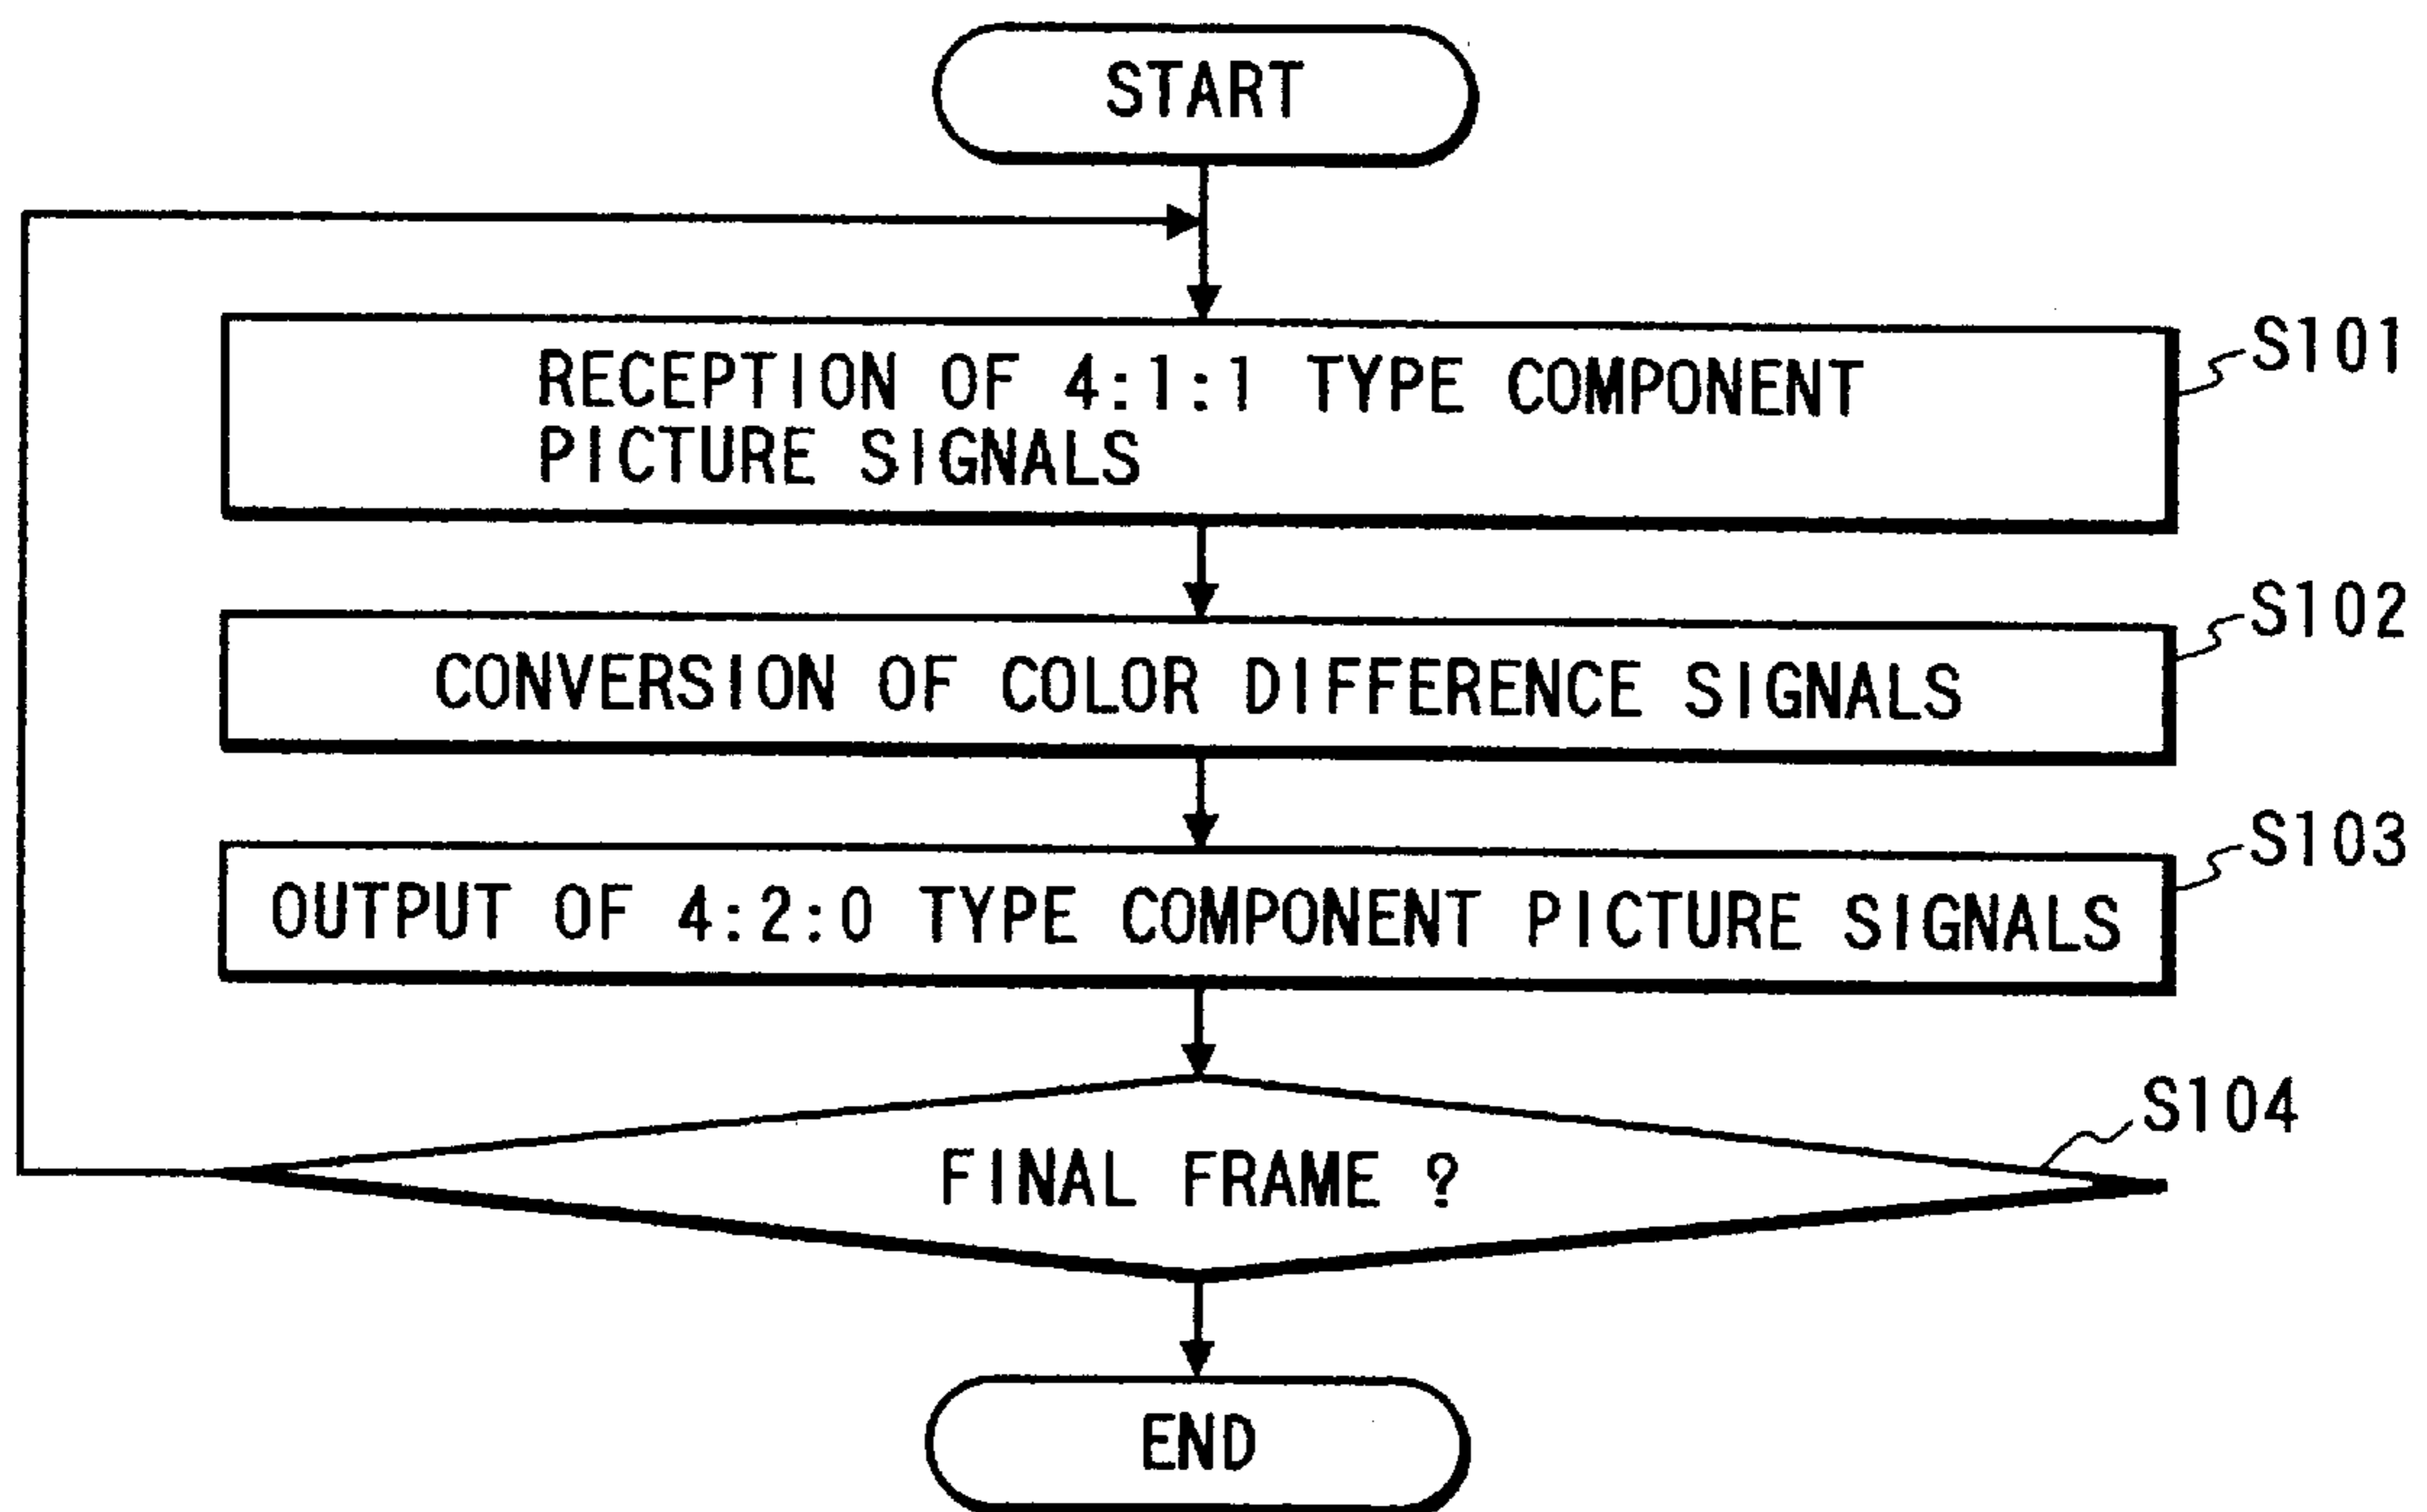 START
RECEPTION OF 4:1:1 TYPE COMPONENT
PICTURE SIGNALS
S101
CONVERSION OF COLOR DIFFERENCE SIGNALS
S102
OUTPUT OF 4:2:0 TYPE COMPONENT PICTURE SIGNALS
S103
FINAL FRAME ?
S104
END